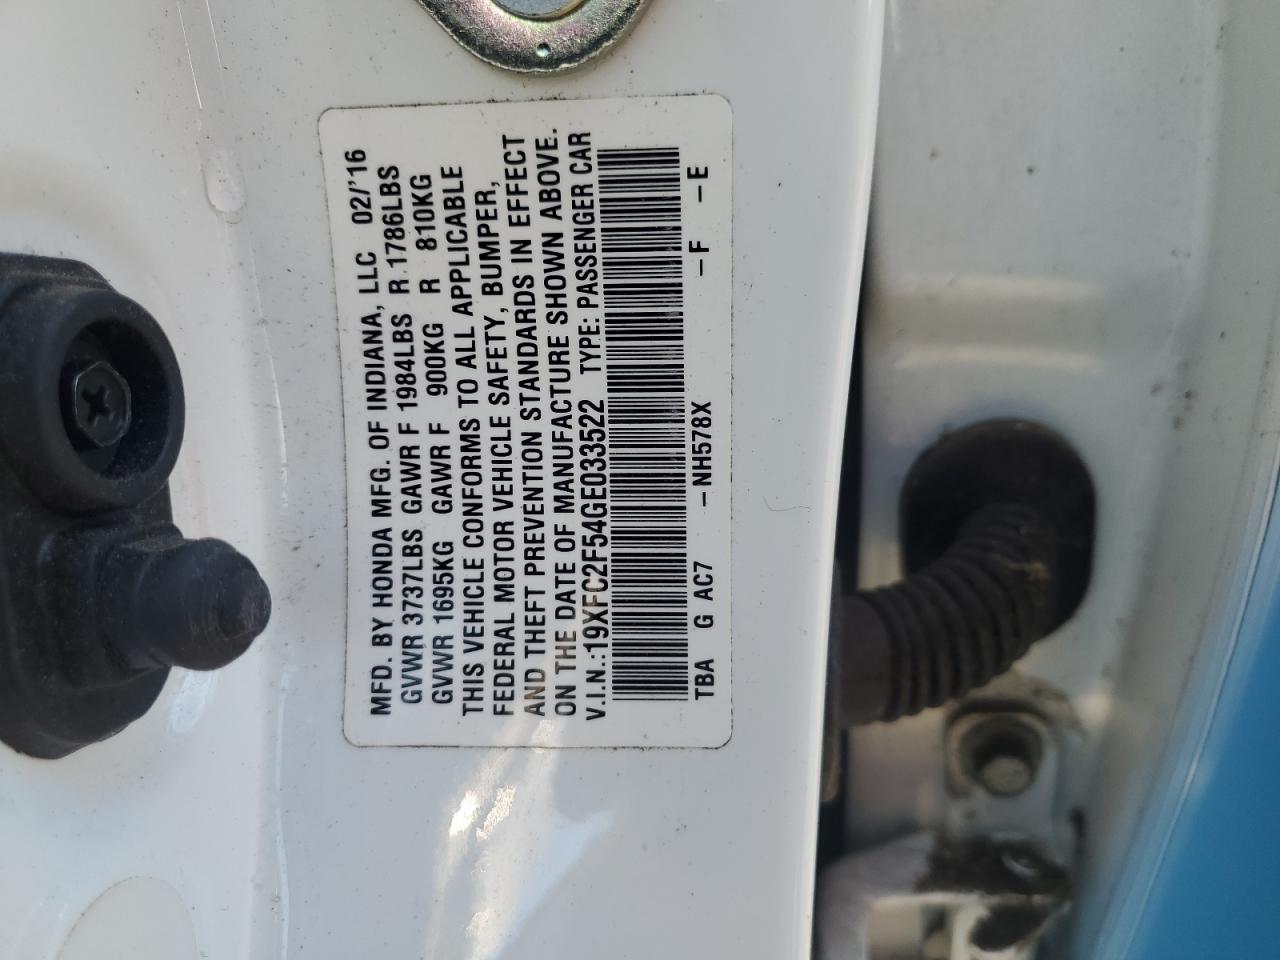 MFD. BY HONDA MFG. OF INDIANA, LLC 02/'16
GVWR 3737LBS GAWR F 1984LBS R 1786LBS
GVWR 1695KG GAWR F 900KG R 810KG
THIS VEHICLE CONFORMS TO ALL APPLICABLE
FEDERAL MOTOR VEHICLE SAFETY, BUMPER,
AND THEFT PREVENTION STANDARDS IN EFFECT
ON THE DATE OF MANUFACTURE SHOWN ABOVE.
V.I.N.:19XFC2F54GE033522 TYPE: PASSENGER CAR
TBA G AC7 -NH578X -F -E